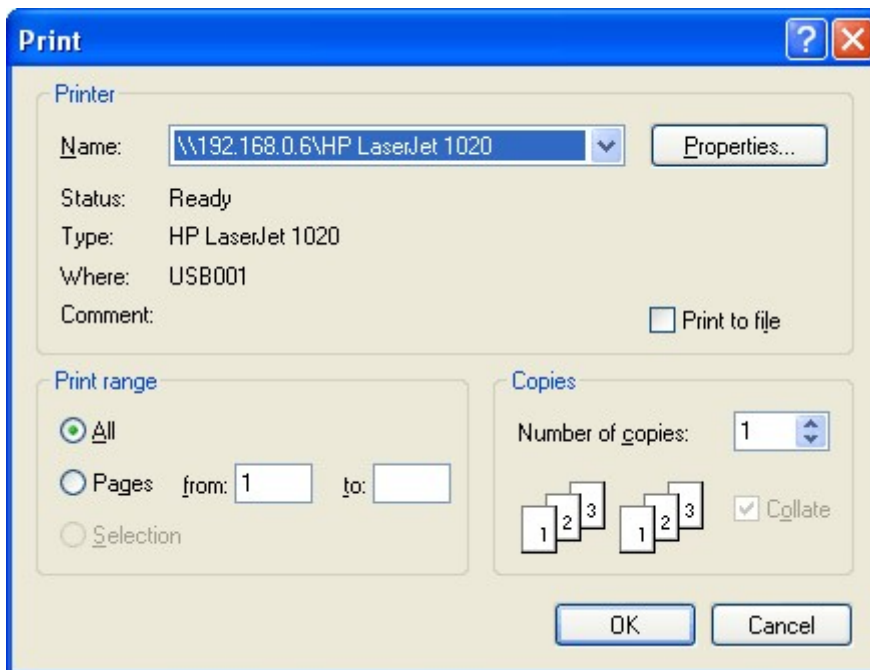 Print
Printer
Name: \\192.168.0.6\HP LaserJet 1020 Properties...
Status: Ready
Type: HP LaserJet 1020
Where: USB001
Comment:
Print to file
Print range
All
Pages from: 1 to:
Selection
Copies
Number of copies: 1
1 2 3 1 2 3 Collate
OK Cancel